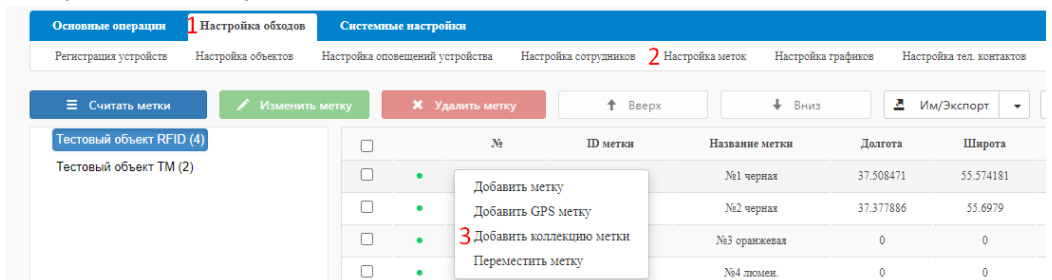 Основные операции 1 Настройка обходов Системные настройки
Регистрация устройств Настройка объектов Настройка оповещений устройства Настройка сотрудников 2 Настройка меток Настройка графиков Настройка тел. контактов
Считать метки Изменить метку Удалить метку Вверх Вниз Им/Экспорт
Тестовый объект RFID (4)
Тестовый объект TM (2)
№ ID метки Название метки Долгота Широта
№1 черная 37.508471 55.574181
№2 черная 37.377886 55.6979
№3 оранжевая 0 0
№4 люмен. 0 0
Добавить метку
Добавить GPS метку
3 Добавить коллекцию метки
Переместить метку